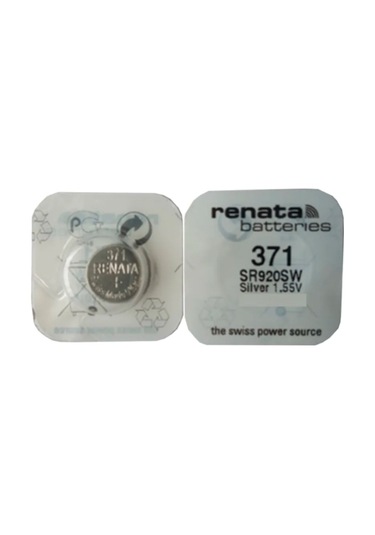 371
RENATA
renata
batteries
371
SR920SW
Silver 1.55V
the swiss power source